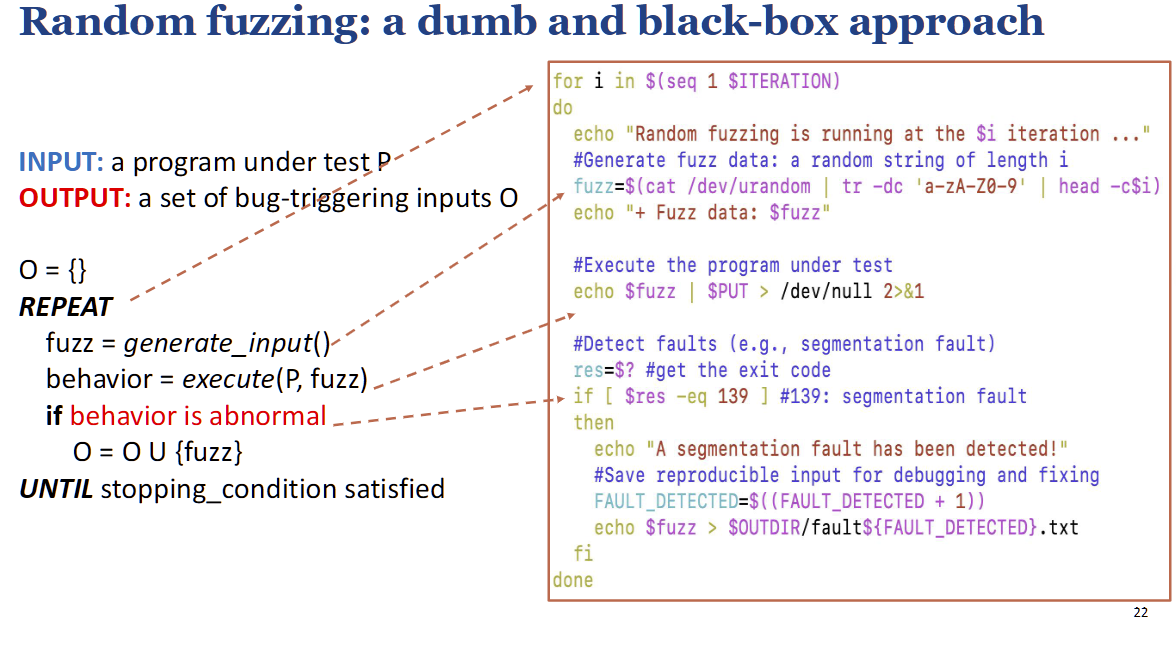 Random fuzzing: a dumb and black-box approach
INPUT: a program under test P
OUTPUT: a set of bug-triggering inputs O
O = {}
REPEAT
fuzz = generate_input()
behavior = execute(P, fuzz)
if behavior is abnormal
O = O U {fuzz}
UNTIL stopping_condition satisfied
for i in $(seq 1 $ITERATION)
do
echo "Random fuzzing is running at the $i iteration ..."
#Generate fuzz data: a random string of length i
fuzz=$(cat /dev/urandom | tr -dc 'a-zA-Z0-9' | head -c$i)
echo "+ Fuzz data: $fuzz"
#Execute the program under test
echo $fuzz | $PUT > /dev/null 2>&1
#Detect faults (e.g., segmentation fault)
res=$? #get the exit code
if [ $res -eq 139 ] #139: segmentation fault
then
echo "A segmentation fault has been detected!"
#Save reproducible input for debugging and fixing
FAULT_DETECTED=$((FAULT_DETECTED + 1))
echo $fuzz > $OUTDIR/fault${FAULT_DETECTED}.txt
fi
done
22